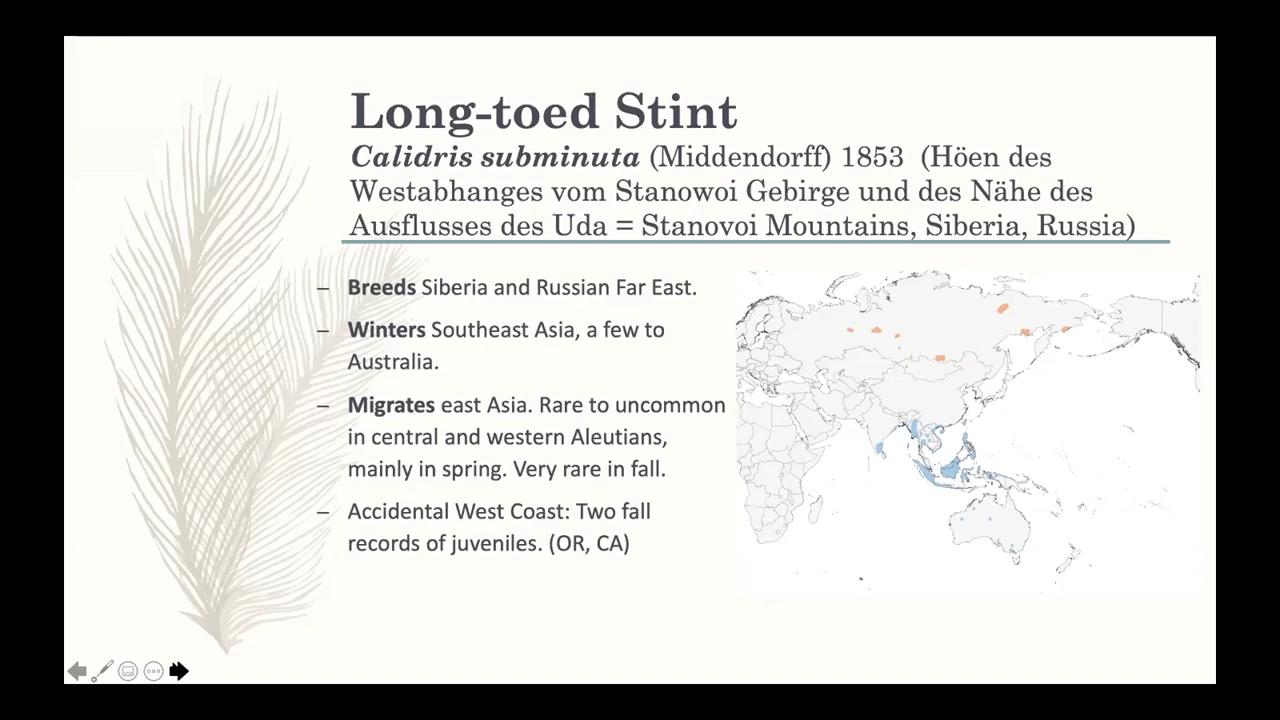 Long-toed Stint
Calidris subminuta (Middendorff) 1853 (Höen des
Westabhanges vom Stanowoi Gebirge und des Nähe des
Ausflusses des Uda = Stanovoi Mountains, Siberia, Russia)
– Breeds Siberia and Russian Far East.
– Winters Southeast Asia, a few to
Australia.
– Migrates east Asia. Rare to uncommon
in central and western Aleutians,
mainly in spring. Very rare in fall.
– Accidental West Coast: Two fall
records of juveniles. (OR, CA)